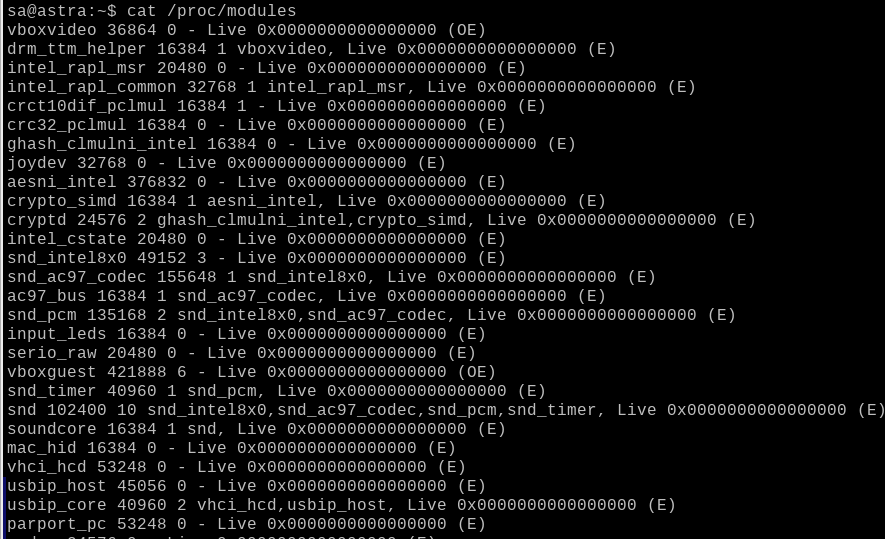 sa@astra:~$ cat /proc/modules
vboxvideo 36864 0 - Live 0x0000000000000000 (OE)
drm_ttm_helper 16384 1 vboxvideo, Live 0x0000000000000000 (E)
intel_rapl_msr 20480 0 - Live 0x0000000000000000 (E)
intel_rapl_common 32768 1 intel_rapl_msr, Live 0x0000000000000000 (E)
crct10dif_pclmul 16384 1 - Live 0x0000000000000000 (E)
crc32_pclmul 16384 0 - Live 0x0000000000000000 (E)
ghash_clmulni_intel 16384 0 - Live 0x0000000000000000 (E)
joydev 32768 0 - Live 0x0000000000000000 (E)
aesni_intel 376832 0 - Live 0x0000000000000000 (E)
crypto_simd 16384 1 aesni_intel, Live 0x0000000000000000 (E)
cryptd 24576 2 ghash_clmulni_intel,crypto_simd, Live 0x0000000000000000 (E)
intel_cstate 20480 0 - Live 0x0000000000000000 (E)
snd_intel8x0 49152 3 - Live 0x0000000000000000 (E)
snd_ac97_codec 155648 1 snd_intel8x0, Live 0x0000000000000000 (E)
ac97_bus 16384 1 snd_ac97_codec, Live 0x0000000000000000 (E)
snd_pcm 135168 2 snd_intel8x0,snd_ac97_codec, Live 0x0000000000000000 (E)
input_leds 16384 0 - Live 0x0000000000000000 (E)
serio_raw 20480 0 - Live 0x0000000000000000 (E)
vboxguest 421888 6 - Live 0x0000000000000000 (OE)
snd_timer 40960 1 snd_pcm, Live 0x0000000000000000 (E)
snd 102400 10 snd_intel8x0,snd_ac97_codec,snd_pcm,snd_timer, Live 0x0000000000000000 (E)
soundcore 16384 1 snd, Live 0x0000000000000000 (E)
mac_hid 16384 0 - Live 0x0000000000000000 (E)
vhci_hcd 53248 0 - Live 0x0000000000000000 (E)
usbip_host 45056 0 - Live 0x0000000000000000 (E)
usbip_core 40960 2 vhci_hcd,usbip_host, Live 0x0000000000000000 (E)
parport_pc 53248 0 - Live 0x0000000000000000 (E)